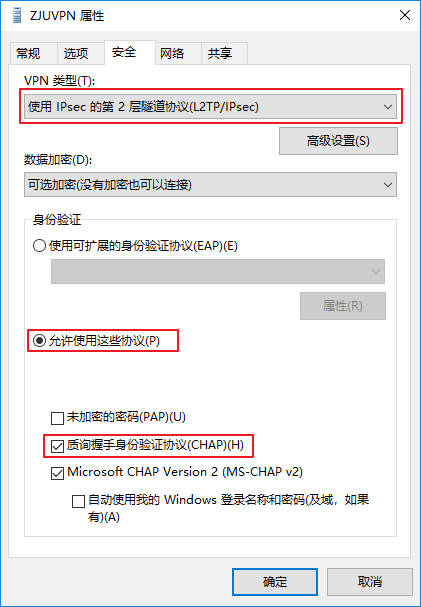 ZJUVPN 属性
常规
选项
安全
网络
共享
VPN 类型(T):
使用 IPsec 的第 2 层隧道协议(L2TP/IPsec)
高级设置(S)
数据加密(D):
可选加密(没有加密也可以连接)
身份验证
使用可扩展的身份验证协议(EAP)(E)
属性(R)
允许使用这些协议(P)
未加密的密码(PAP)(U)
质询握手身份验证协议(CHAP)(H)
Microsoft CHAP Version 2 (MS-CHAP v2)
自动使用我的 Windows 登录名称和密码(及域，如果
有)(A)
确定
取消